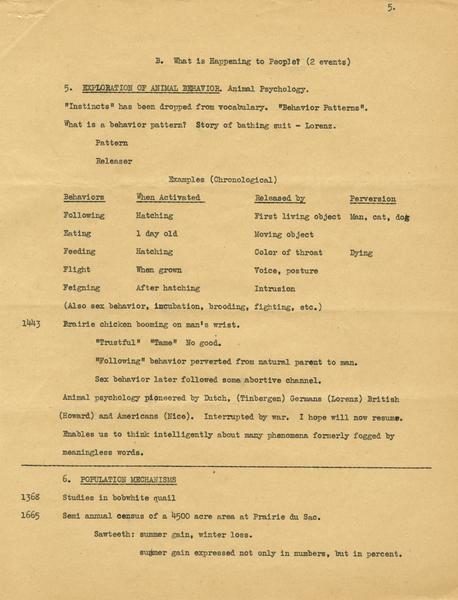 5.
B. What is Happening to People? (2 events)
5. EXPLORATION OF ANIMAL BEHAVIOR. Animal Psychology.
"Instincts" has been dropped from vocabulary. "Behavior Patterns".
What is a behavior pattern? Story of bathing suit - Lorenz.
Pattern
Releaser
Examples (Chronological)
Behaviors When Activated Released by Perversion
Following Hatching First living object Man, cat, dog
Eating 1 day old Moving object
Feeding Hatching Color of throat Dying
Flight When grown Voice, posture
Feigning After hatching Intrusion
(Also sex behavior, incubation, brooding, fighting, etc.)
1443 Brairie chicken booming on man's wrist.
"Trustful" "Tame" No good.
"Following" behavior perverted from natural parent to man.
Sex behavior later followed some abortive channel.
Animal psychology pioneered by Dutch, (Tinbergen) Germans (Lorenz) British
(Howard) and Americans (Nice). Interrupted by war. I hope will now resume.
Enables us to think intelligently about many phenomena formerly fogged by
meaningless words.
6. POPULATION MECHANISMS
1368 Studies in bobwhite quail
1665 Semi annual census of a 4500 acre area at Prairie du Sac.
Sawteeth: summer gain, winter loss.
summer gain expressed not only in numbers, but in percent.